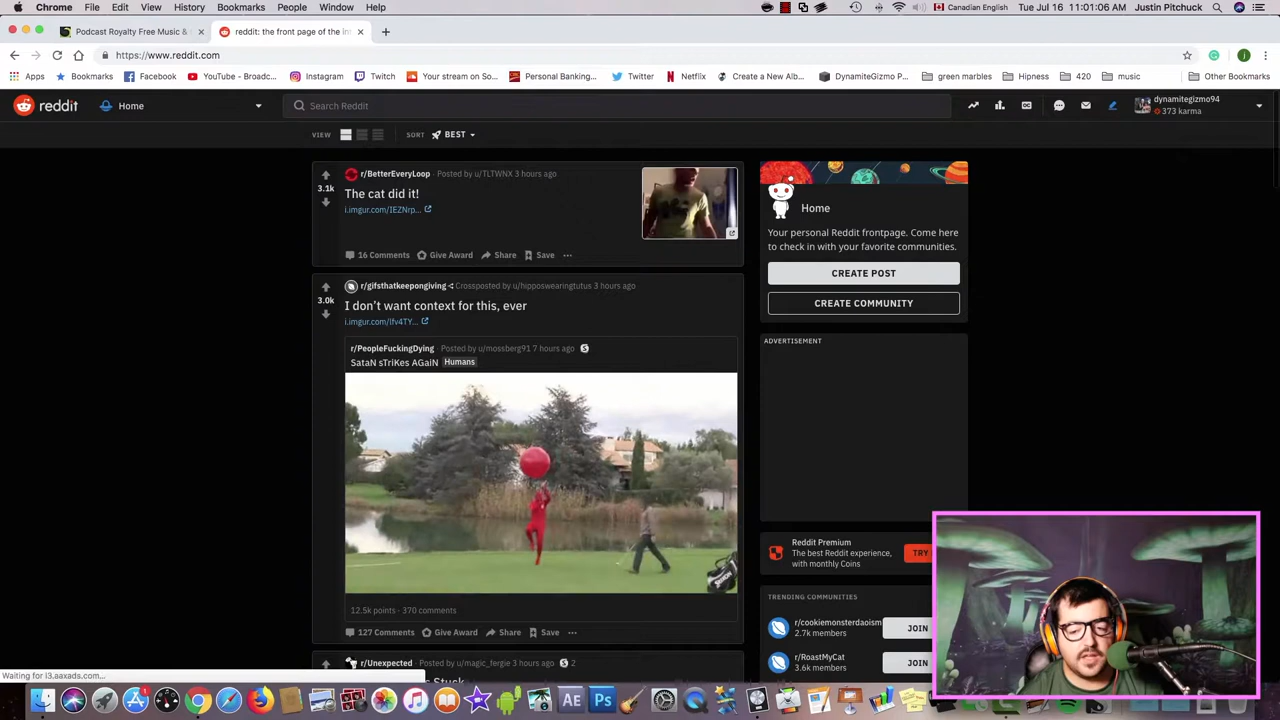 Chrome File Edit View History Bookmarks People Window Help Canadian English Tue Jul 16 11:01:06 AM Justin Pitchuck
Podcast Royalty Free Music & reddit: the front page of the in
https://www.reddit.com
Apps Bookmarks Facebook YouTube - Broadc... Instagram Twitch Your stream on So... Personal Banking... Twitter Netflix Create a New Alb... DynamiteGizmo P... green marbles Hipness 420 music Other Bookmarks
reddit Home Search Reddit dynamitegizmo94
373 karma
VIEW SORT BEST
r/BetterEveryLoop · Posted by u/TLTWNX 3 hours ago
3.1k
The cat did it!
i.imgur.com/IEZNrp...
16 Comments Give Award Share Save
r/gifsthatkeepongiving Crossposted by u/hipposwearingtutus 3 hours ago
3.0k
I don't want context for this, ever
i.imgur.com/lfv4TY...
r/PeopleFuckingDying · Posted by u/mossberg91 7 hours ago S
SataN sTriKes AGaiN Humans
12.5k points · 370 comments
127 Comments Give Award Share Save
r/Unexpected Posted by u/magic_fergie 3 hours ago S 2
Stuck
Home
Your personal Reddit frontpage. Come here
to check in with your favorite communities.
CREATE POST
CREATE COMMUNITY
ADVERTISEMENT
Reddit Premium
The best Reddit experience,
with monthly Coins
TRY
TRENDING COMMUNITIES
r/cookiemonsterdaoism
2.7k members
JOIN
r/RoastMyCat
3.6k members
JOIN
Waiting for i3.aaxads.com...
Ae Ps